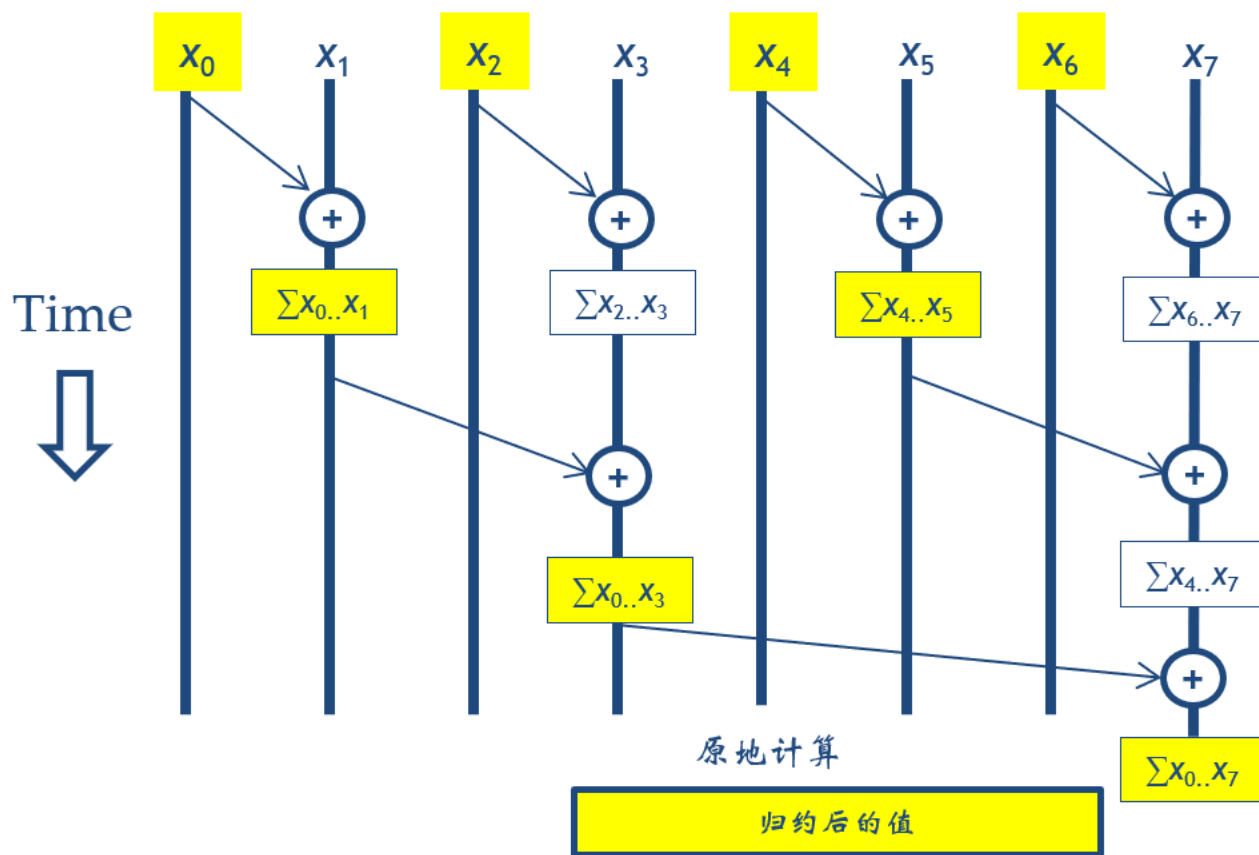 x₀ x₁ x₂ x₃ x₄ x₅ x₆ x₇
+ + + +
∑x₀..x₁ ∑x₂..x₃ ∑x₄..x₅ ∑x₆..x₇
Time
+ +
∑x₀..x₃ ∑x₄..x₇
+
原地计算
∑x₀..x₇
归约后的值